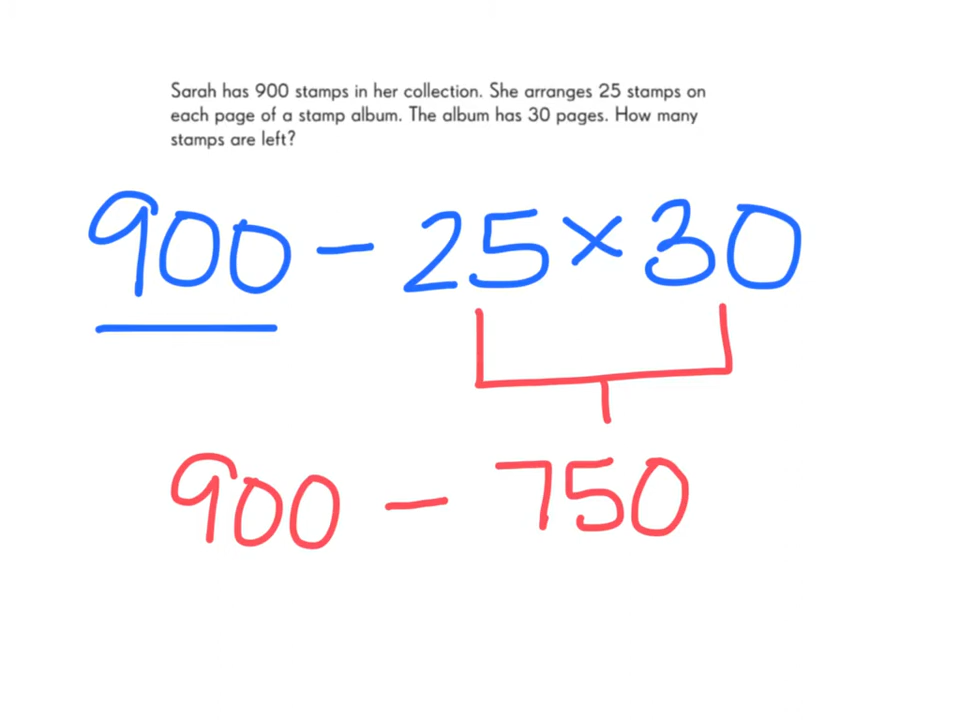 Sarah has 900 stamps in her collection. She arranges 25 stamps on
each page of a stamp album. The album has 30 pages. How many
stamps are left?
900 - 25 × 30
900 - 750